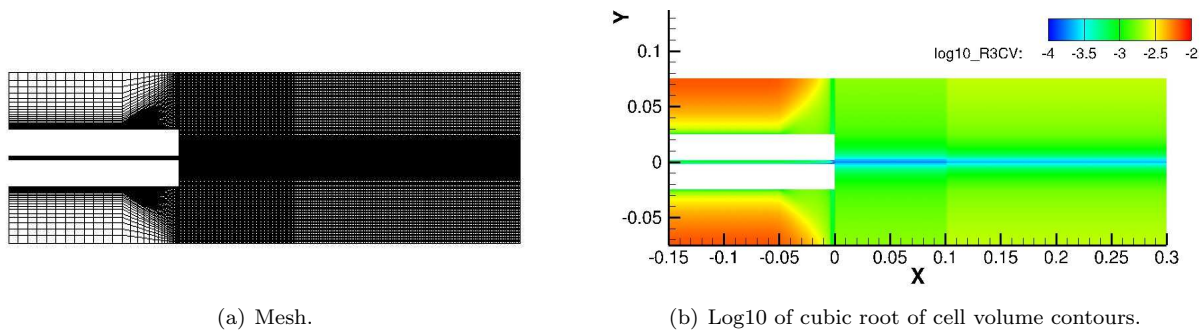 Y
log10_R3CV:
-4 -3.5 -3 -2.5 -2
0.1
0.05
0
-0.05
-0.15 -0.1 -0.05 0 0.05 0.1 0.15 0.2 0.25 0.3
X
(a) Mesh.
(b) Log10 of cubic root of cell volume contours.